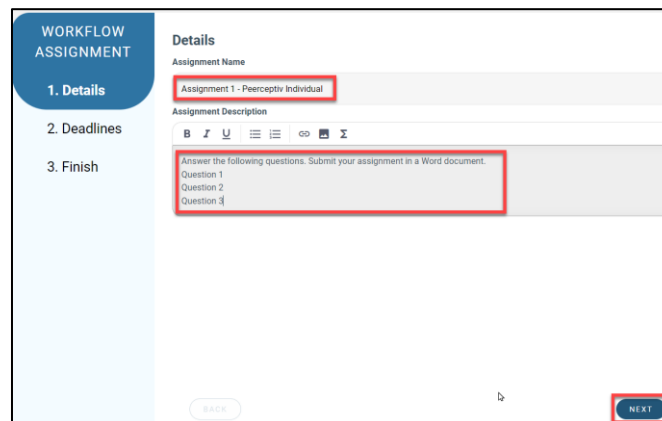 WORKFLOW
ASSIGNMENT
1. Details
2. Deadlines
3. Finish
Details
Assignment Name
Assignment 1 - Peerceptiv Individual
Assignment Description
B I U Σ
Answer the following questions. Submit your assignment in a Word document.
Question 1
Question 2
Question 3
BACK
NEXT